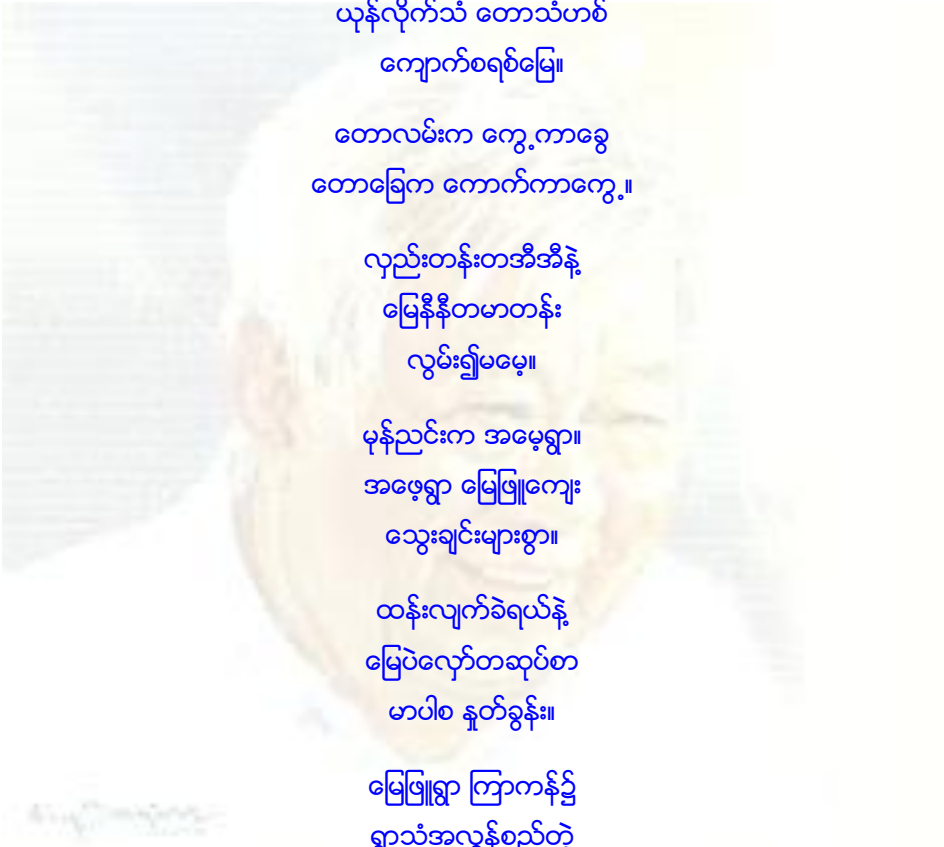 ယုန်လိုက်သံ တောသံဟစ်
ကျောက်စရစ်မြေ။
တောလမ်းက ကွေ့ကာခွေ
တောခြေက ကောက်ကာကွေ့။
လှည်းတန်းတအီအီနဲ့
မြေနီနီတမာတန်း
လွမ်း၍မမေ့။
မုန်ညင်းက အမေ့ရွာ။
အဖေ့ရွာ မြေဖြူကျေး
သွေးချင်းများစွာ။
ထန်းလျက်ခဲရယ်နဲ့
မြေပဲလှော်တဆုပ်စာ
မာပါစ နှုတ်ခွန်း။
မြေဖြူရွာ ကြာကန်၌
ရွာသံအလွန်စည်တဲ့